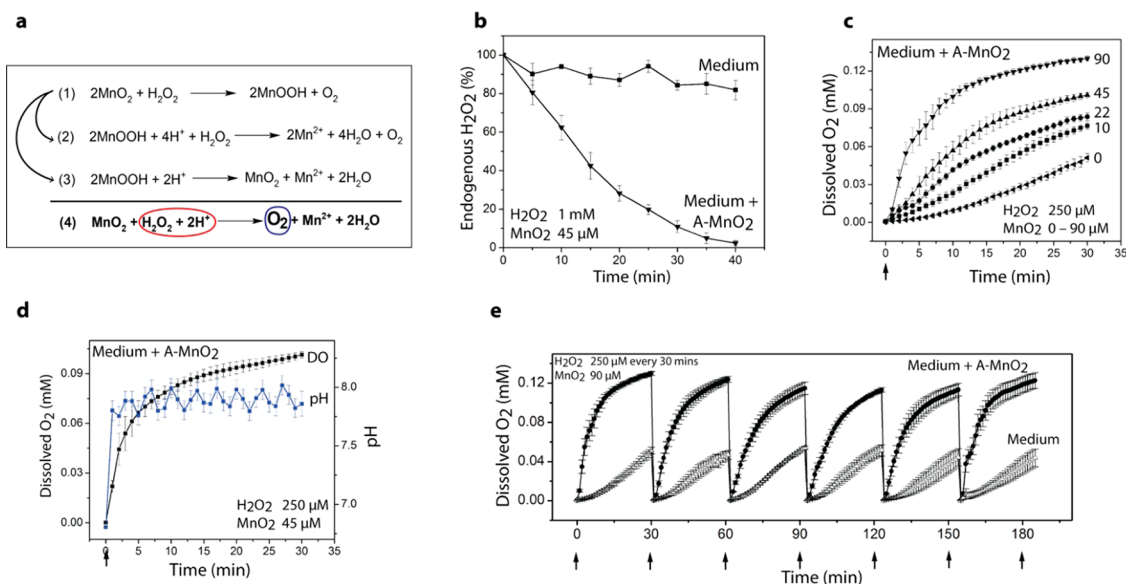 a
(1) 2MnO₂ + H₂O₂ ⟶ 2MnOOH + O₂
(2) 2MnOOH + 4H⁺ + H₂O₂ ⟶ 2Mn²⁺ + 4H₂O + O₂
(3) 2MnOOH + 2H⁺ ⟶ MnO₂ + Mn²⁺ + 2H₂O
(4) MnO₂ + H₂O₂ + 2H⁺ ⟶ O₂ + Mn²⁺ + 2H₂O
b
Endogenous H₂O₂ (%)
100
80
60
40
20
0
Medium
Medium +
A-MnO₂
H₂O₂ 1 mM
MnO₂ 45 µM
0 10 20 30 40
Time (min)
c
Dissolved O₂ (mM)
0.12
0.09
0.06
0.03
0.00
Medium + A-MnO₂
90
45
22
10
0
H₂O₂ 250 µM
MnO₂ 0 – 90 µM
0 5 10 15 20 25 30 35
Time (min)
d
Dissolved O₂ (mM)
0.09
0.06
0.03
0.00
Medium + A-MnO₂
DO
pH
8.0
7.5
7.0
pH
H₂O₂ 250 µM
MnO₂ 45 µM
0 5 10 15 20 25 30 35
Time (min)
e
Dissolved O₂ (mM)
0.12
0.08
0.04
0.00
H₂O₂ 250 µM every 30 mins
MnO₂ 90 µM
Medium + A-MnO₂
Medium
0 30 60 90 120 150 180
Time (min)